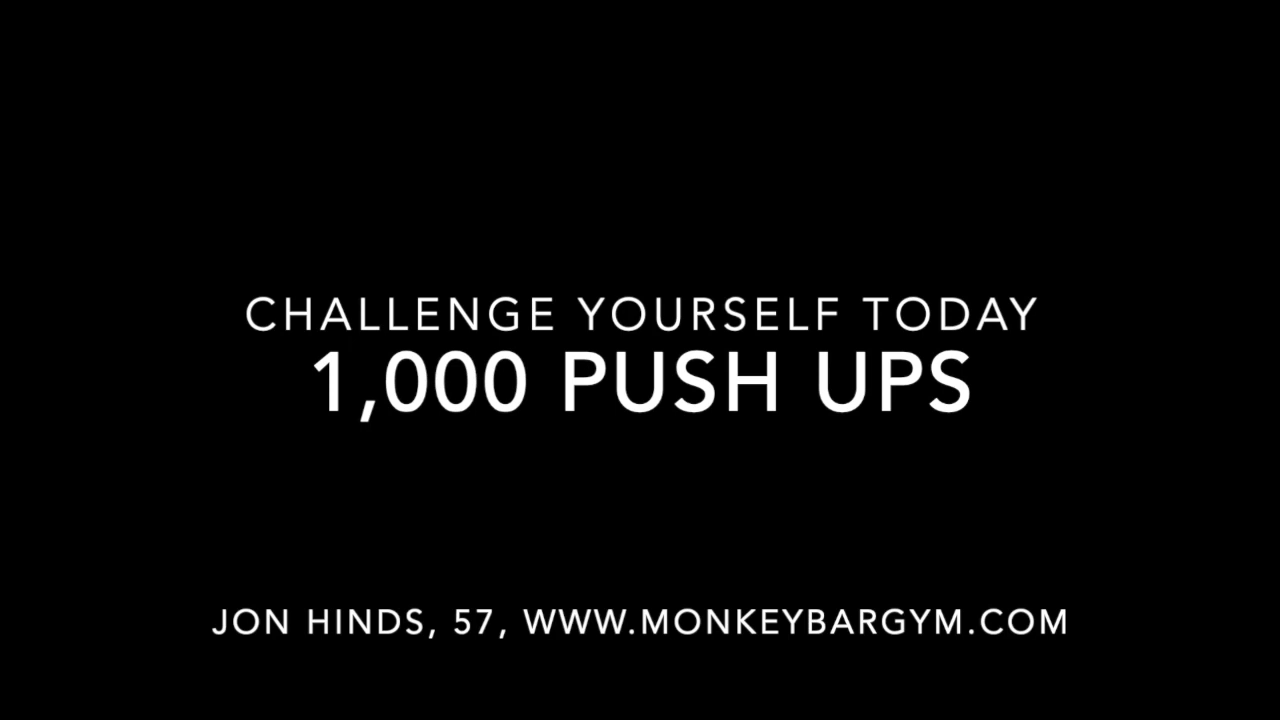 CHALLENGE YOURSELF TODAY
1,000 PUSH UPS
JON HINDS, 57, WWW.MONKEYBARGYM.COM